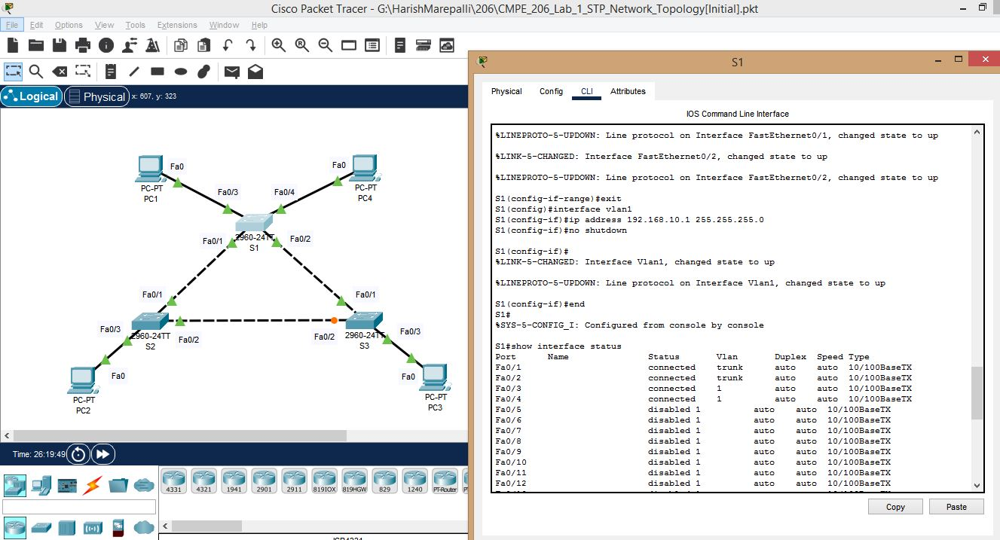 Cisco Packet Tracer - G:\HarishMarepalli\206\CMPE_206_Lab_1_STP_Network_Topology[Initial].pkt
File Edit Options View Tools Extensions Window Help
Logical Physical x: 607, y: 323
Fa0
PC-PT
PC1
Fa0/3
Fa0
PC-PT
PC4
Fa0/4
Fa0/1
2960-24TT
S1
Fa0/2
Fa0/1
Fa0/3
2960-24TT
S2
Fa0/2
Fa0/1
Fa0/2
2960-24TT
S3
Fa0/3
Fa0
PC-PT
PC2
Fa0
PC-PT
PC3
Time: 26:19:49
4331 4321 1941 2901 2911 819IOX 819HGW 829 1240 PT-Router
S1
Physical Config CLI Attributes
IOS Command Line Interface
%LINEPROTO-5-UPDOWN: Line protocol on Interface FastEthernet0/1, changed state to up
%LINK-5-CHANGED: Interface FastEthernet0/2, changed state to up
%LINEPROTO-5-UPDOWN: Line protocol on Interface FastEthernet0/2, changed state to up
S1(config-if-range)#exit
S1(config)#interface vlan1
S1(config-if)#ip address 192.168.10.1 255.255.255.0
S1(config-if)#no shutdown
S1(config-if)#
%LINK-5-CHANGED: Interface Vlan1, changed state to up
%LINEPROTO-5-UPDOWN: Line protocol on Interface Vlan1, changed state to up
S1(config-if)#end
S1#
%SYS-5-CONFIG_I: Configured from console by console
S1#show interface status
Port Name Status Vlan Duplex Speed Type
Fa0/1 connected trunk auto auto 10/100BaseTX
Fa0/2 connected trunk auto auto 10/100BaseTX
Fa0/3 connected 1 auto auto 10/100BaseTX
Fa0/4 connected 1 auto auto 10/100BaseTX
Fa0/5 disabled 1 auto auto 10/100BaseTX
Fa0/6 disabled 1 auto auto 10/100BaseTX
Fa0/7 disabled 1 auto auto 10/100BaseTX
Fa0/8 disabled 1 auto auto 10/100BaseTX
Fa0/9 disabled 1 auto auto 10/100BaseTX
Fa0/10 disabled 1 auto auto 10/100BaseTX
Fa0/11 disabled 1 auto auto 10/100BaseTX
Fa0/12 disabled 1 auto auto 10/100BaseTX
Copy Paste